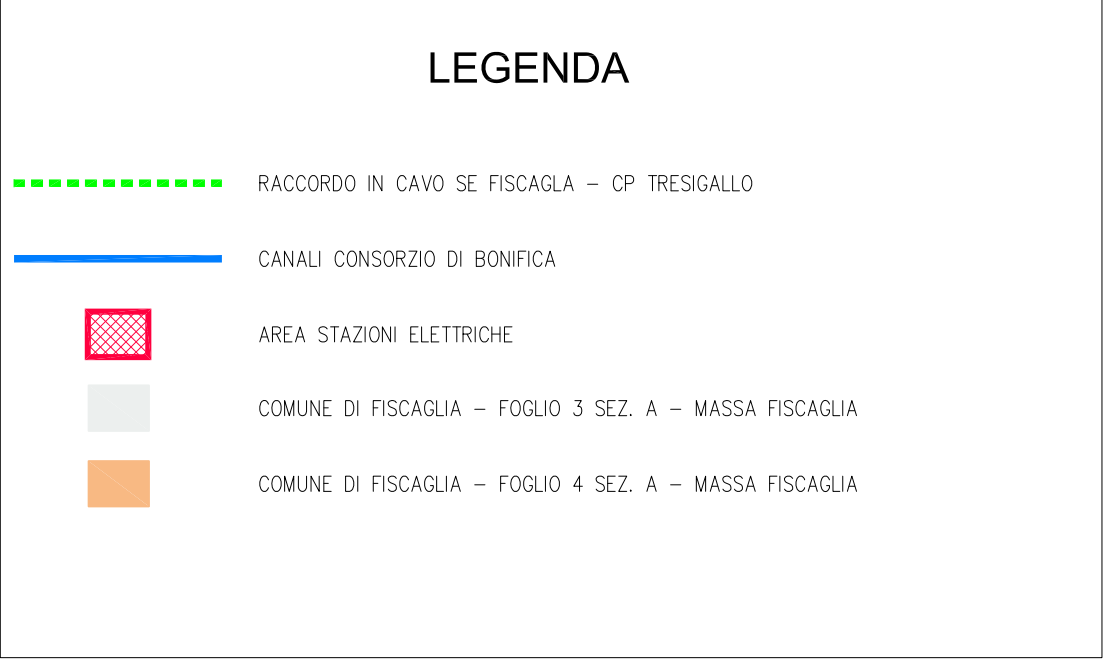 LEGENDA
RACCORDO IN CAVO SE FISCAGLA – CP TRESIGALLO
CANALI CONSORZIO DI BONIFICA
AREA STAZIONI ELETTRICHE
COMUNE DI FISCAGLIA – FOGLIO 3 SEZ. A – MASSA FISCAGLIA
COMUNE DI FISCAGLIA – FOGLIO 4 SEZ. A – MASSA FISCAGLIA